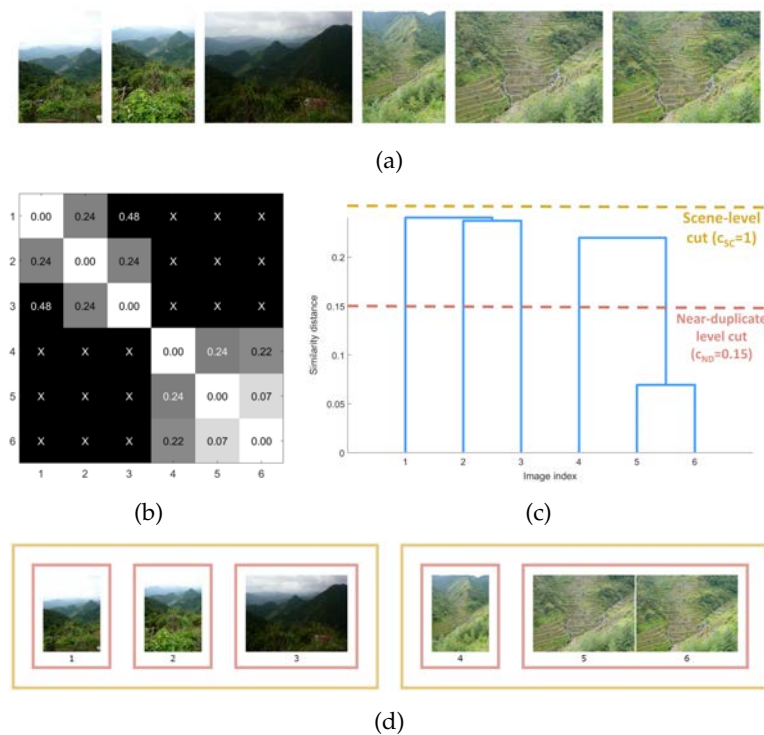 (a)
1 0.00 0.24 0.48 X X X
2 0.24 0.00 0.24 X X X
3 0.48 0.24 0.00 X X X
4 X X X 0.00 0.24 0.22
5 X X X 0.24 0.00 0.07
6 X X X 0.22 0.07 0.00
1 2 3 4 5 6
(b)
Scene-level
cut (c_SC=1)
Near-duplicate
level cut
(c_ND=0.15)
Similarity distance
0.2
0.15
0.1
0.05
0
1 2 3 4 5 6
Image index
(c)
1 2 3 4 5 6
(d)